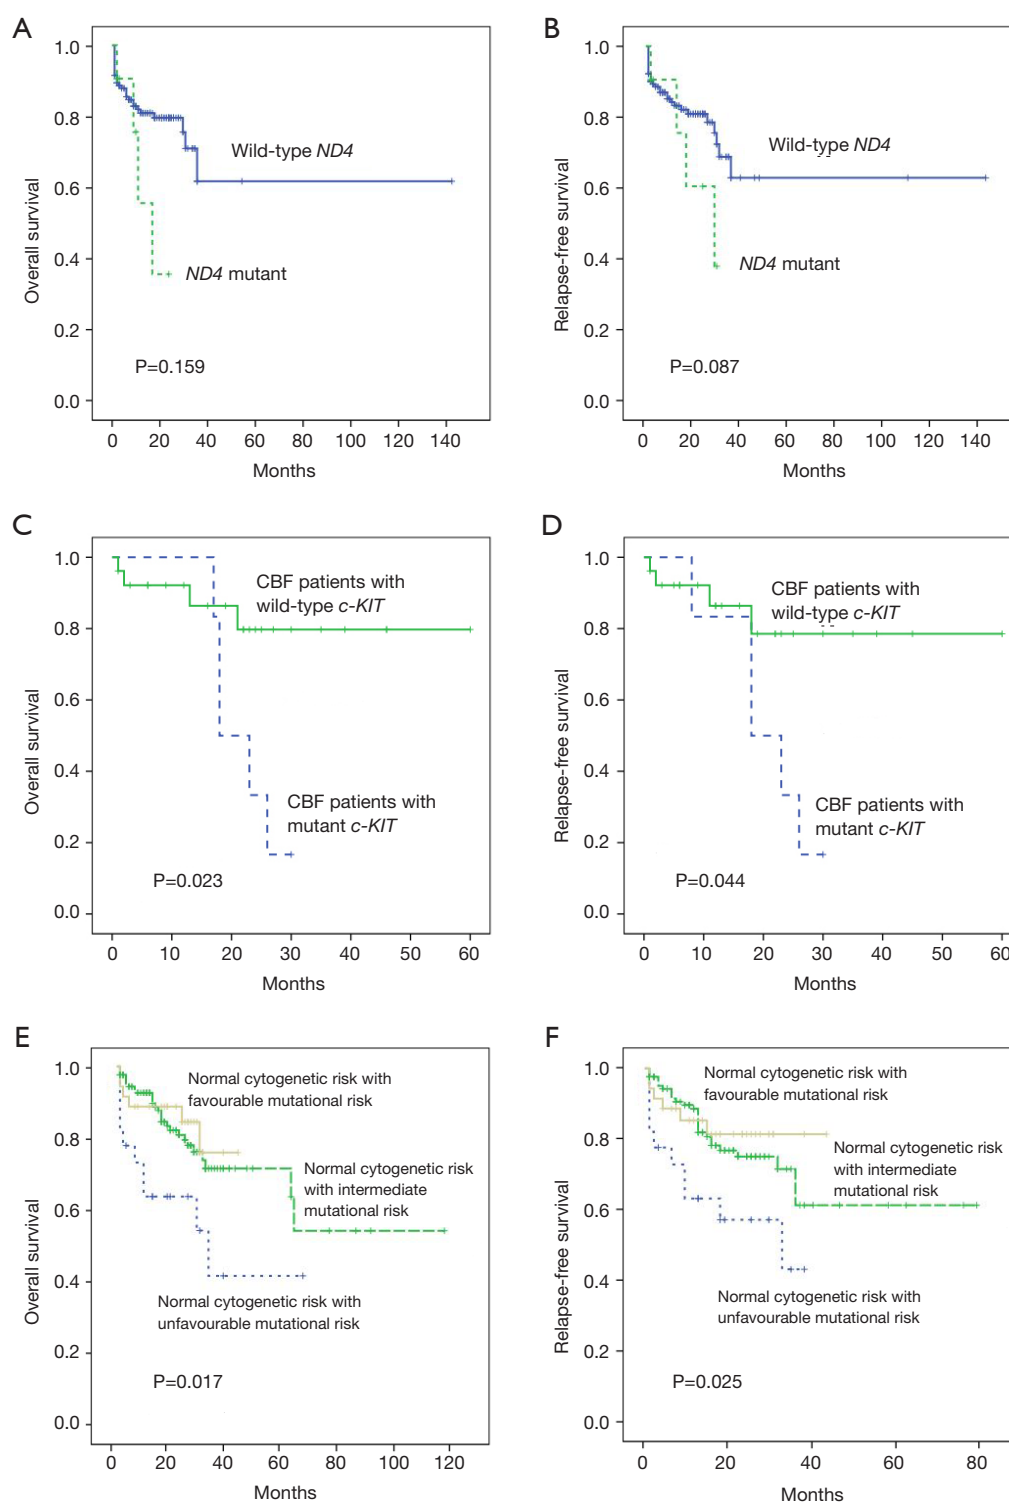 A
1.0
0.8
0.6
0.4
0.2
0.0
Overall survival
Wild-type ND4
ND4 mutant
P=0.159
0 20 40 60 80 100 120 140
Months
B
1.0
0.8
0.6
0.4
0.2
0.0
Relapse-free survival
Wild-type ND4
ND4 mutant
P=0.087
0 20 40 60 80 100 120 140
Months
C
1.0
0.8
0.6
0.4
0.2
0.0
Overall survival
CBF patients with
wild-type c-KIT
CBF patients with
mutant c-KIT
P=0.023
0 10 20 30 40 50 60
Months
D
1.0
0.8
0.6
0.4
0.2
0.0
Relapse-free survival
CBF patients with
wild-type c-KIT
CBF patients with
mutant c-KIT
P=0.044
0 10 20 30 40 50 60
Months
E
1.0
0.8
0.6
0.4
0.2
0.0
Overall survival
Normal cytogenetic risk with
favourable mutational risk
Normal cytogenetic risk
with intermediate
mutational risk
Normal cytogenetic risk with
unfavourable mutational risk
P=0.017
0 20 40 60 80 100 120
Months
F
1.0
0.8
0.6
0.4
0.2
0.0
Relapse-free survival
Normal cytogenetic risk with
favourable mutational risk
Normal cytogenetic risk
with intermediate
mutational risk
Normal cytogenetic risk with
unfavourable mutational risk
P=0.025
0 20 40 60 80
Months